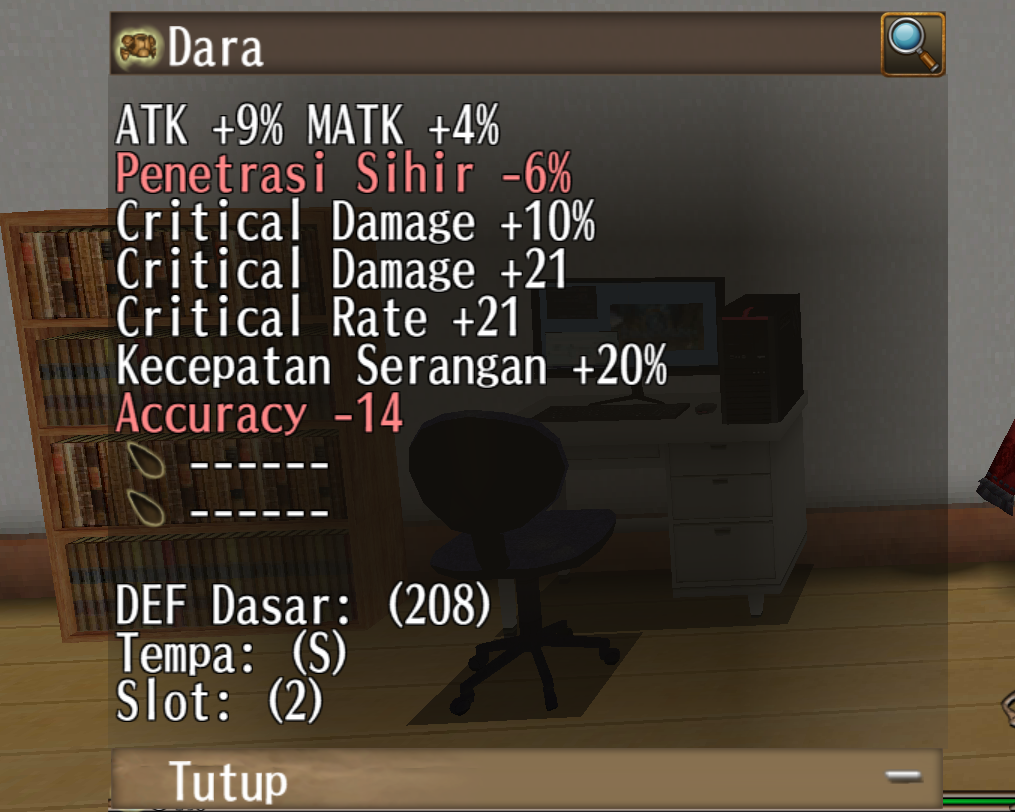 Dara
ATK +9% MATK +4%
Penetrasi Sihir -6%
Critical Damage +10%
Critical Damage +21
Critical Rate +21
Kecepatan Serangan +20%
Accuracy -14
------
------
DEF Dasar: (208)
Tempa: (S)
Slot: (2)
Tutup